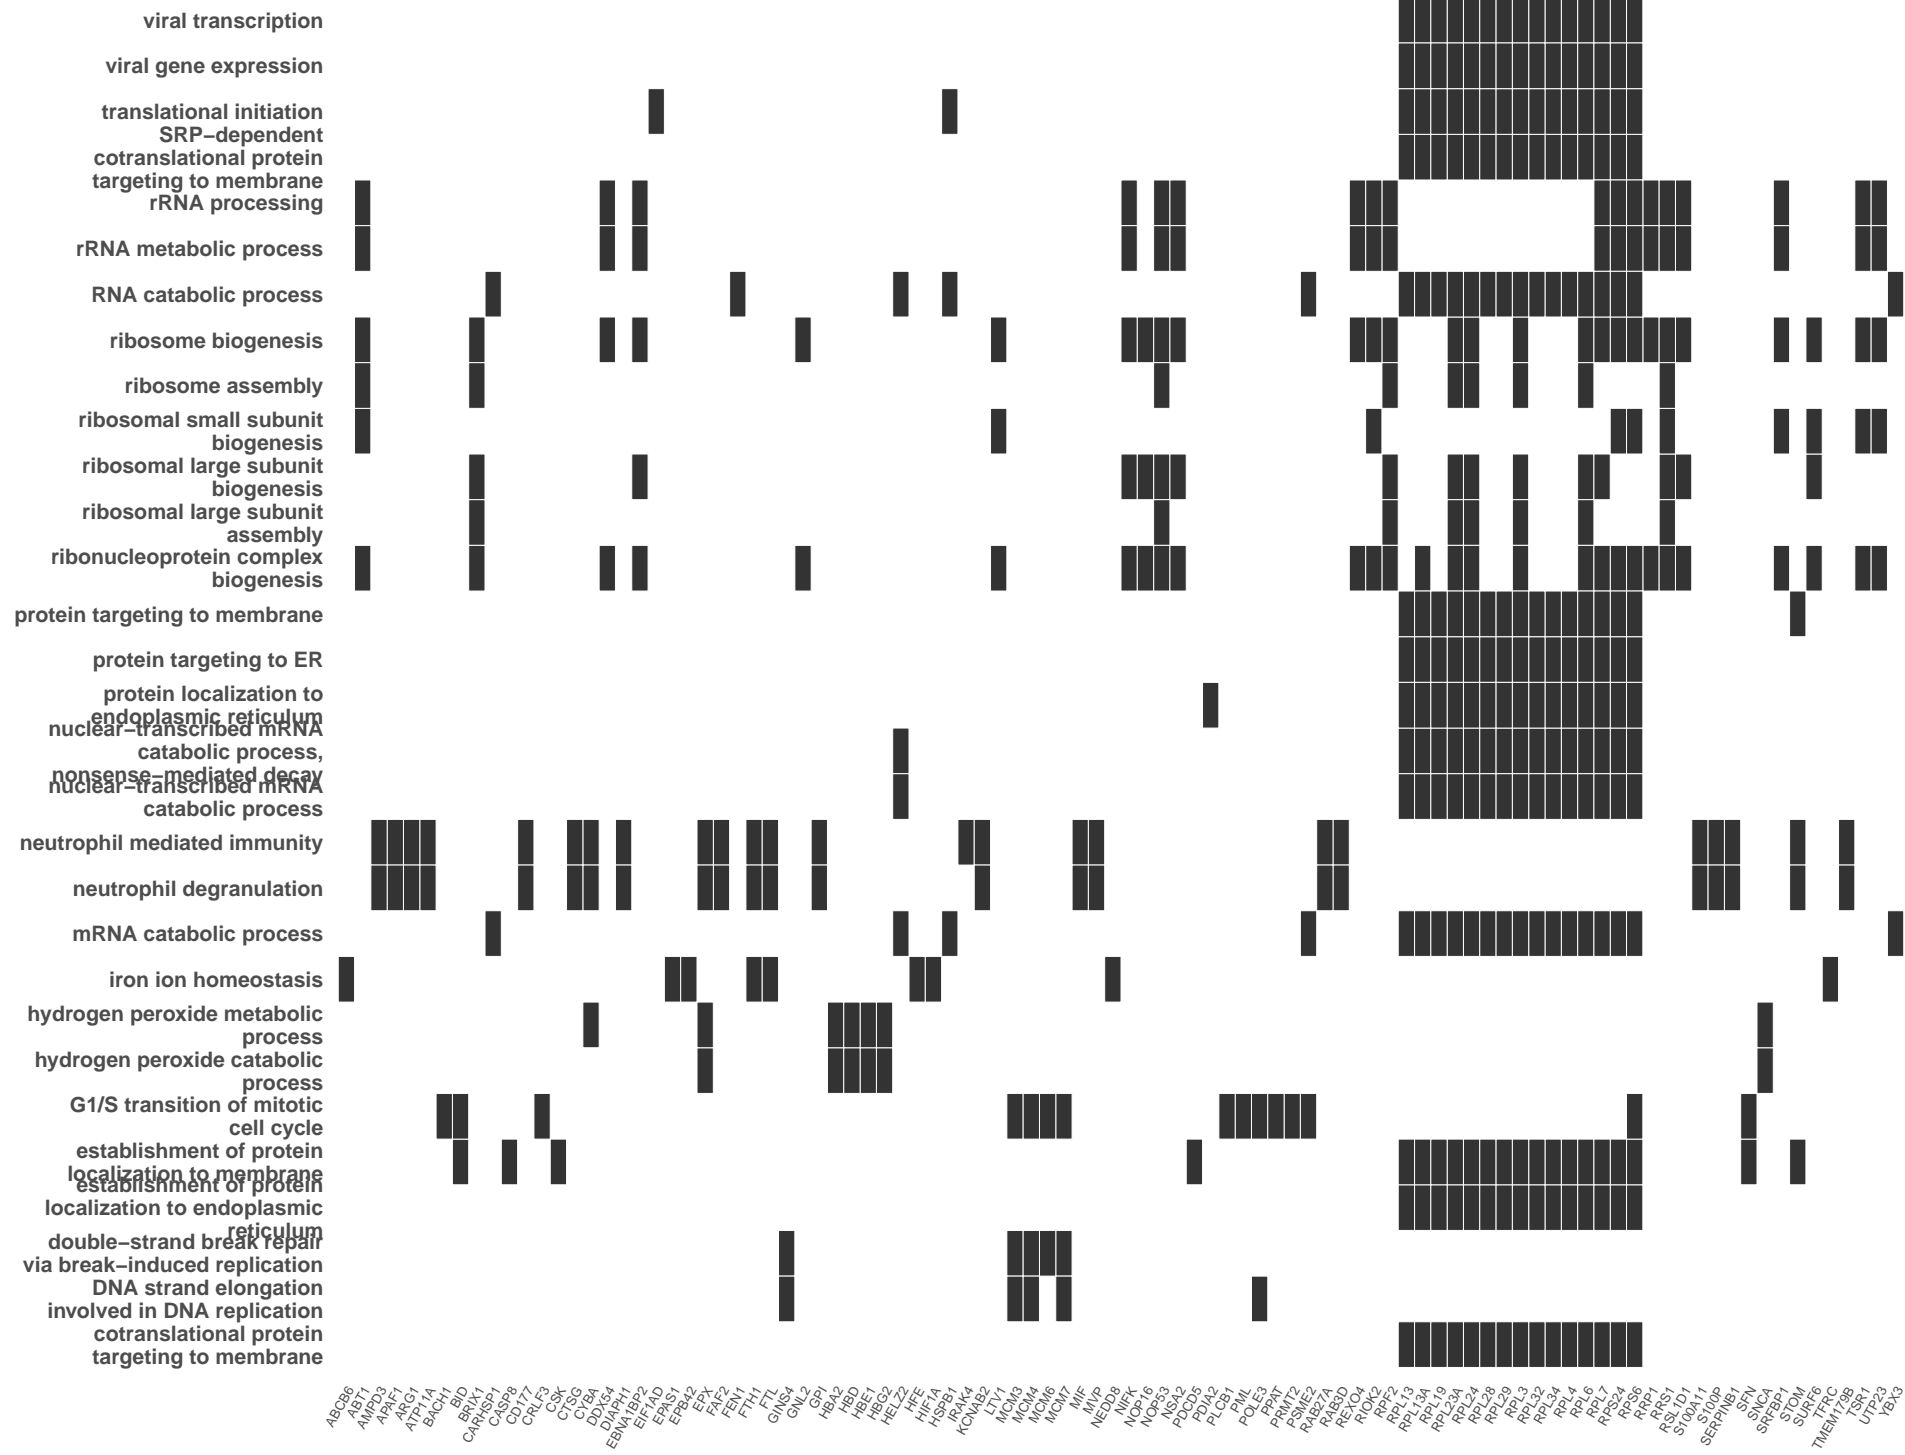 viral transcription
viral gene expression
translational initiation
SRP−dependent
cotranslational protein
targeting to membrane
rRNA processing
rRNA metabolic process
RNA catabolic process
ribosome biogenesis
ribosome assembly
ribosomal small subunit
biogenesis
ribosomal large subunit
biogenesis
ribosomal large subunit
assembly
ribonucleoprotein complex
biogenesis
protein targeting to membrane
protein targeting to ER
protein localization to
endoplasmic reticulum
nuclear−transcribed mRNA
catabolic process,
nonsense−mediated decay
nuclear−transcribed mRNA
catabolic process
neutrophil mediated immunity
neutrophil degranulation
mRNA catabolic process
iron ion homeostasis
hydrogen peroxide metabolic
process
hydrogen peroxide catabolic
process
G1/S transition of mitotic
cell cycle
establishment of protein
localization to membrane
establishment of protein
localization to endoplasmic
reticulum
double−strand break repair
via break−induced replication
DNA strand elongation
involved in DNA replication
cotranslational protein
targeting to membrane
ABCB6
ABT1
AMPD3
APAF1
ARG1
ATP11A
BACH1
BID
BRIX1
CARHSP1
CASP8
CD177
CRLF3
CSK
CTSG
CYBA
DDX54
DIAPH1
EBNA1BP2
EIF1AD
EPAS1
EPB42
EPX
FAF2
FEN1
FTH1
FTL
GINS4
GNL2
GPI
HBA2
HBD
HBE1
HBG2
HELZ2
HFE
HIF1A
HSPB1
IRAK4
KCNAB2
LTV1
MCM3
MCM4
MCM6
MCM7
MIF
MVP
NEDD8
NIFK
NOP16
NOP53
NSA2
PDCD5
PDIA2
PLCB1
PML
POLE3
PPAT
PRMT2
PSME2
RAB27A
RAB3D
REXO4
RIOK2
RPF2
RPL13
RPL13A
RPL19
RPL23A
RPL24
RPL28
RPL29
RPL3
RPL32
RPL34
RPL4
RPL6
RPL7
RPS24
RPS6
RRP1
RRS1
RSL1D1
S100A11
S100P
SERPINB1
SFN
SNCA
SRFBP1
STOM
SURF6
TFRC
TMEM179B
TSR1
UTP23
YBX3